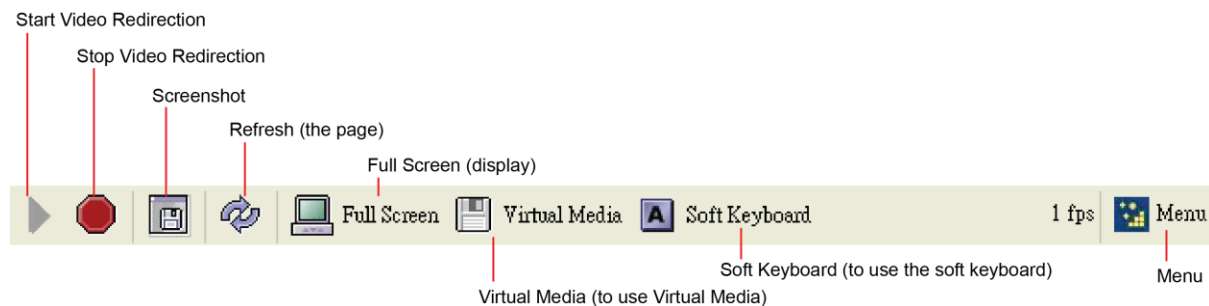 Start Video Redirection
Stop Video Redirection
Screenshot
Refresh (the page)
Full Screen (display)
Full Screen
Virtual Media
A
Soft Keyboard
1 fps
Menu
Soft Keyboard (to use the soft keyboard)
Menu
Virtual Media (to use Virtual Media)